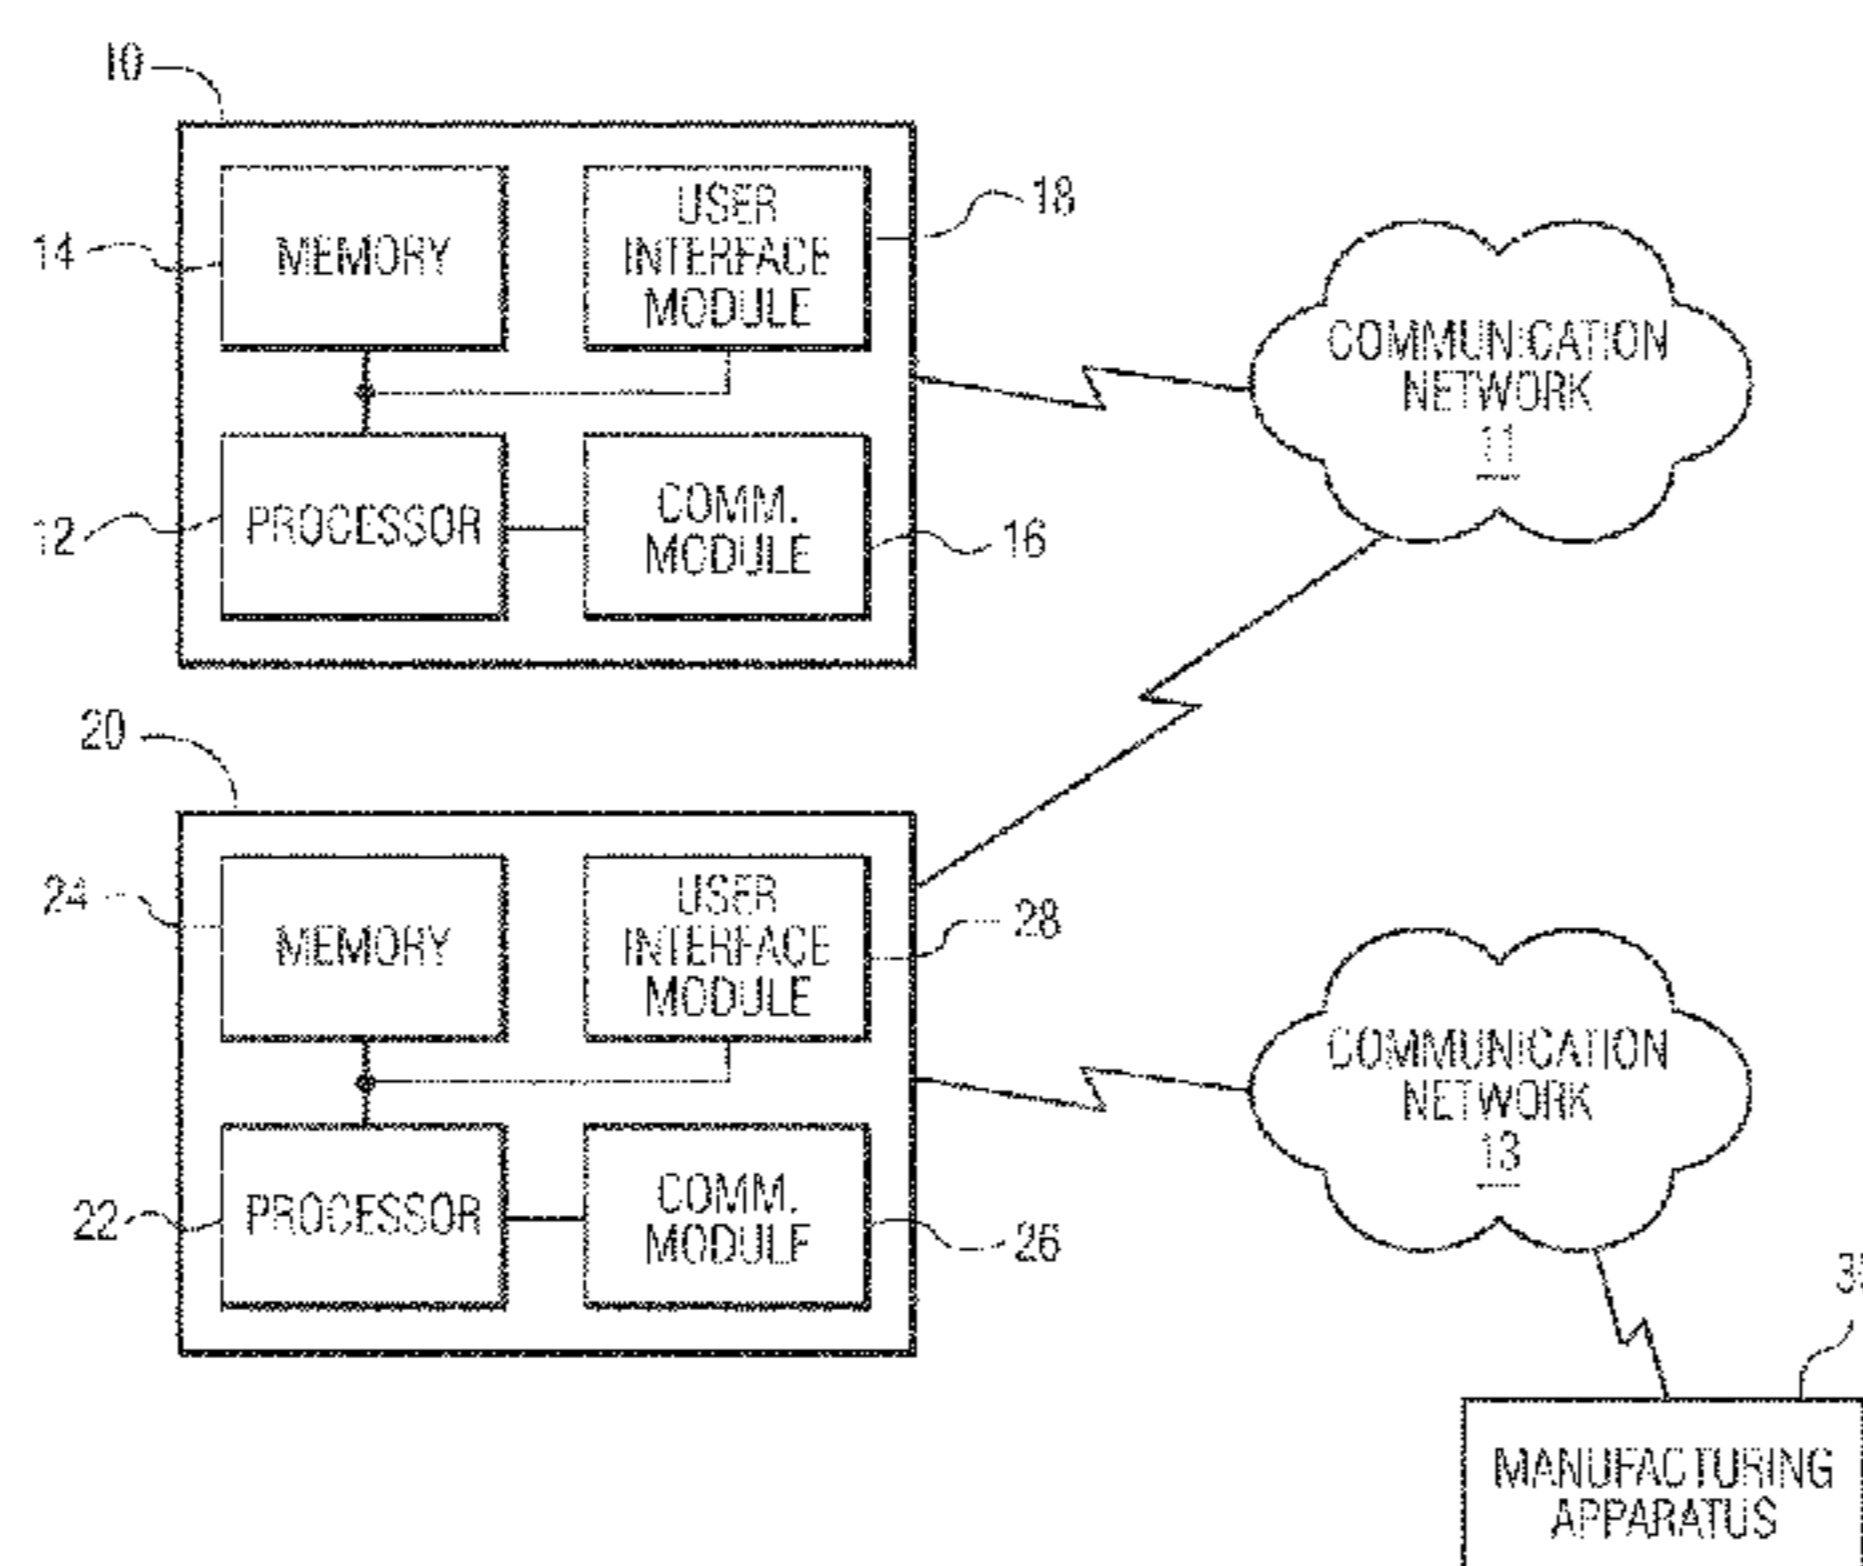 10
MEMORY
14
USER
INTERFACE
MODULE
18
PROCESSOR
12
COMM.
MODULE
16
COMMUNICATION
NETWORK
11
20
MEMORY
24
USER
INTERFACE
MODULE
28
PROCESSOR
22
COMM.
MODULE
26
COMMUNICATION
NETWORK
13
MANUFACTURING
APPARATUS